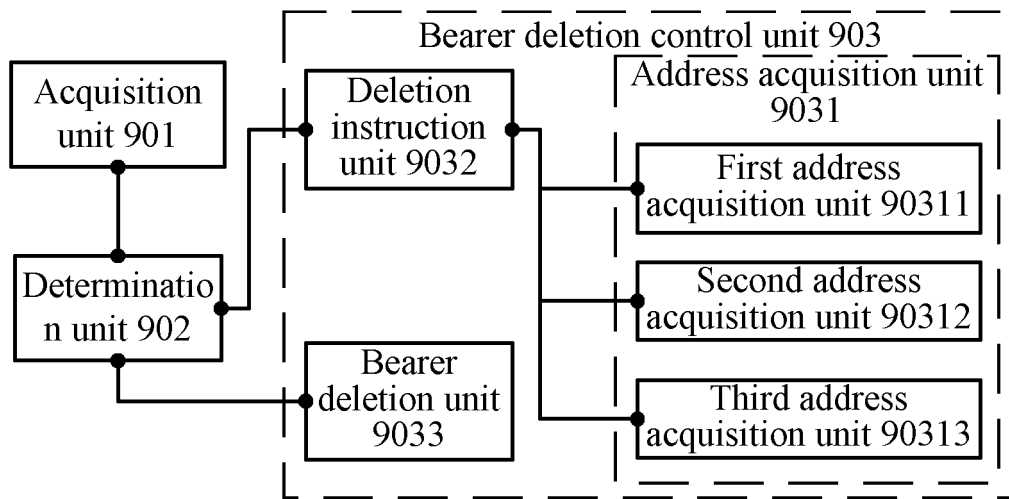 Bearer deletion control unit 903
Acquisition
unit 901
Deletion
instruction
unit 9032
Address acquisition unit
9031
First address
acquisition unit 90311
Determinatio
n unit 902
Second address
acquisition unit 90312
Bearer
deletion unit
9033
Third address
acquisition unit 90313